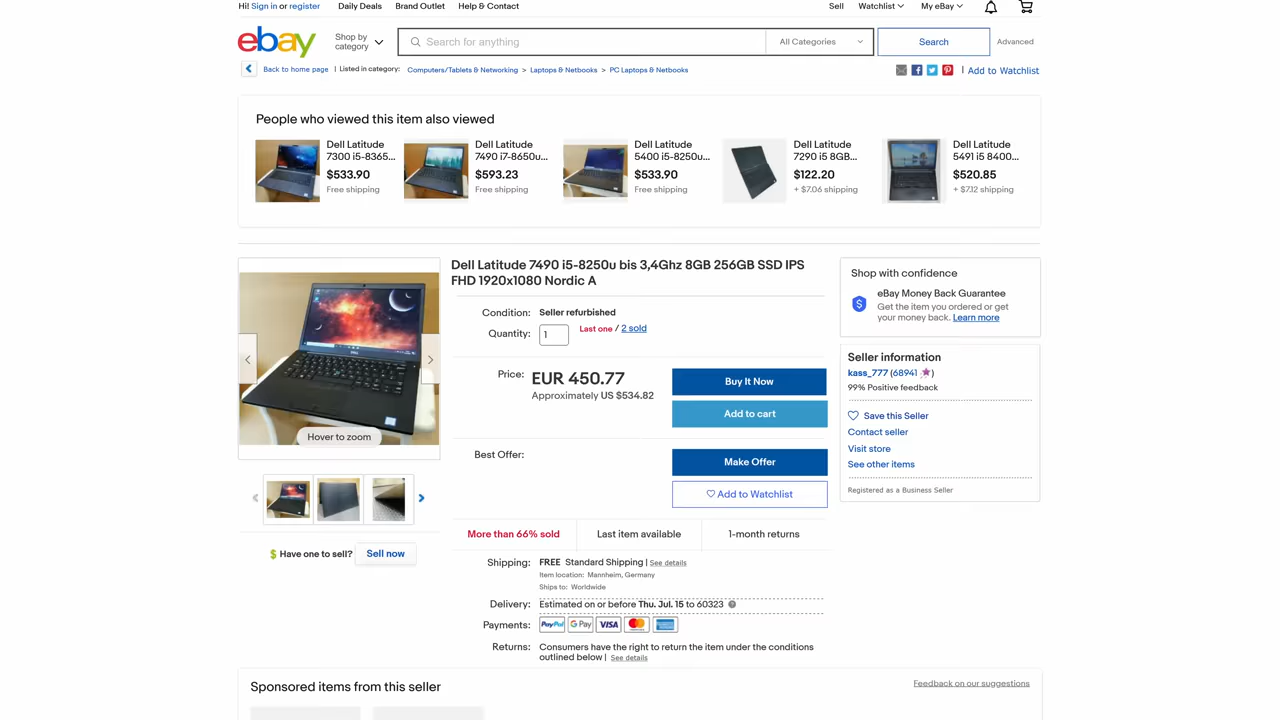 Hi! Sign in or register Daily Deals Brand Outlet Help & Contact Sell Watchlist My eBay
ebay Shop by category Search for anything All Categories Search Advanced
Back to home page | Listed in category: Computers/Tablets & Networking > Laptops & Netbooks > PC Laptops & Netbooks | Add to Watchlist
People who viewed this item also viewed
Dell Latitude
7300 i5-8365...
$533.90
Free shipping
Dell Latitude
7490 i7-8650u...
$593.23
Free shipping
Dell Latitude
5400 i5-8250u...
$533.90
Free shipping
Dell Latitude
7290 i5 8GB...
$122.20
+ $7.06 shipping
Dell Latitude
5491 i5 8400...
$520.85
+ $7.12 shipping
Hover to zoom
$ Have one to sell? Sell now
Dell Latitude 7490 i5-8250u bis 3,4Ghz 8GB 256GB SSD IPS
FHD 1920x1080 Nordic A
Condition: Seller refurbished
Quantity: 1 Last one / 2 sold
Price: EUR 450.77
Approximately US $534.82
Buy It Now
Add to cart
Best Offer:
Make Offer
Add to Watchlist
More than 66% sold Last item available 1-month returns
Shipping: FREE Standard Shipping | See details
Item location: Mannheim, Germany
Ships to: Worldwide
Delivery: Estimated on or before Thu. Jul. 15 to 60323
Payments: PayPal G Pay VISA
Returns: Consumers have the right to return the item under the conditions
outlined below | See details
Shop with confidence
eBay Money Back Guarantee
Get the item you ordered or get
your money back. Learn more
Seller information
kass_777 (68941)
99% Positive feedback
Save this Seller
Contact seller
Visit store
See other items
Registered as a Business Seller
Sponsored items from this seller Feedback on our suggestions